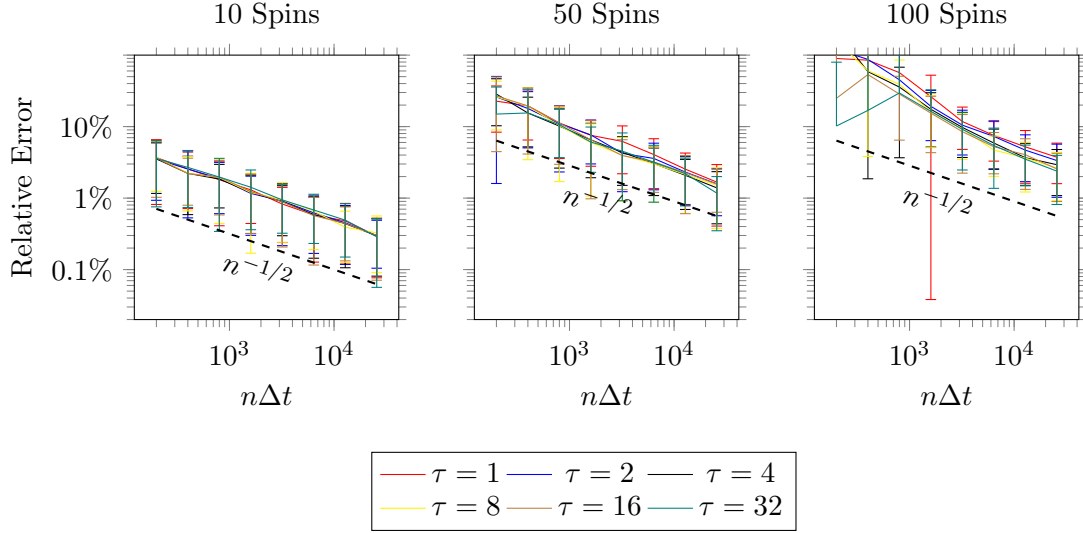 10 Spins 50 Spins 100 Spins
Relative Error
10%
1%
0.1%
n^{-1/2} n^{-1/2} n^{-1/2}
10^3 10^4 10^3 10^4 10^3 10^4
nΔt nΔt nΔt
τ = 1 τ = 2 τ = 4
τ = 8 τ = 16 τ = 32